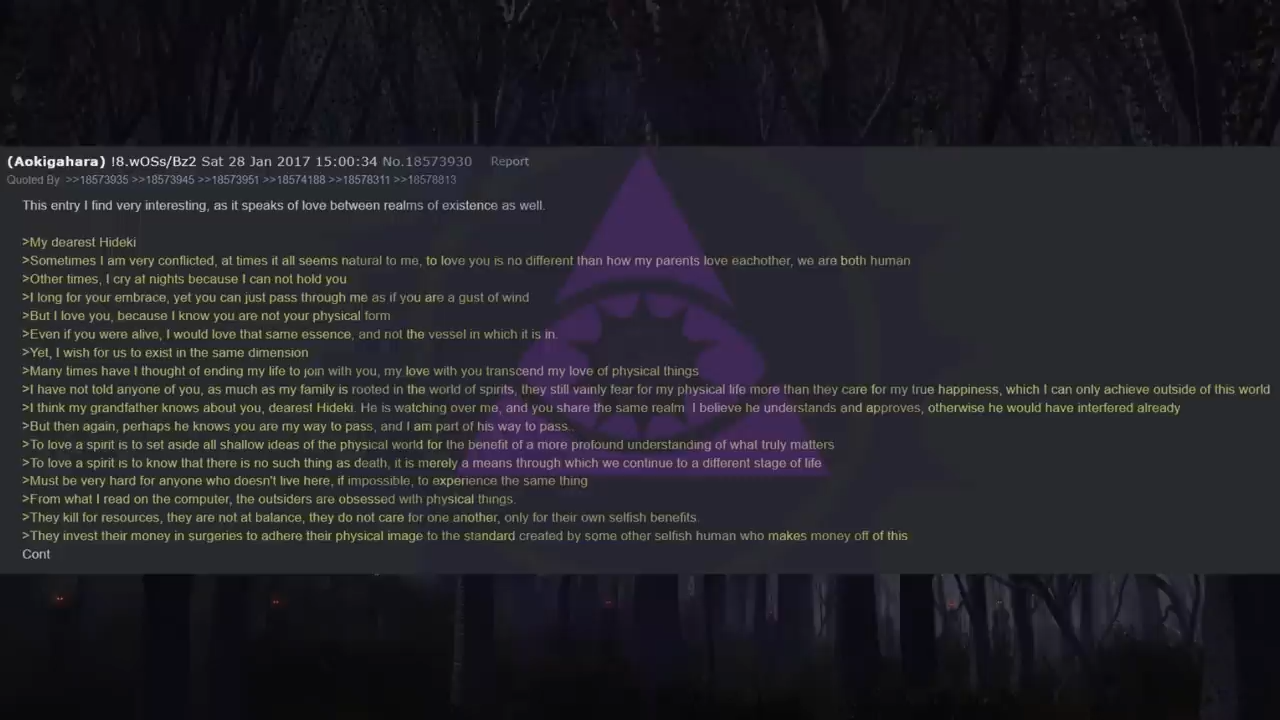 (Aokigahara) !8.wOSs/Bz2 Sat 28 Jan 2017 15:00:34 No.18573930 Report
Quoted By >>18573935 >>18573945 >>18573951 >>18574188 >>18578311 >>18578813
This entry I find very interesting, as it speaks of love between realms of existence as well.
>My dearest Hideki
>Sometimes I am very conflicted, at times it all seems natural to me, to love you is no different than how my parents love eachother, we are both human
>Other times, I cry at nights because I can not hold you
>I long for your embrace, yet you can just pass through me as if you are a gust of wind
>But I love you, because I know you are not your physical form
>Even if you were alive, I would love that same essence, and not the vessel in which it is in.
>Yet, I wish for us to exist in the same dimension
>Many times have I thought of ending my life to join with you, my love with you transcend my love of physical things
>I have not told anyone of you, as much as my family is rooted in the world of spirits, they still vainly fear for my physical life more than they care for my true happiness, which I can only achieve outside of this world
>I think my grandfather knows about you, dearest Hideki. He is watching over me, and you share the same realm. I believe he understands and approves, otherwise he would have interfered already
>But then again, perhaps he knows you are my way to pass, and I am part of his way to pass..
>To love a spirit is to set aside all shallow ideas of the physical world for the benefit of a more profound understanding of what truly matters
>To love a spirit is to know that there is no such thing as death, it is merely a means through which we continue to a different stage of life
>Must be very hard for anyone who doesn't live here, if impossible, to experience the same thing
>From what I read on the computer, the outsiders are obsessed with physical things.
>They kill for resources, they are not at balance, they do not care for one another, only for their own selfish benefits.
>They invest their money in surgeries to adhere their physical image to the standard created by some other selfish human who makes money off of this
Cont